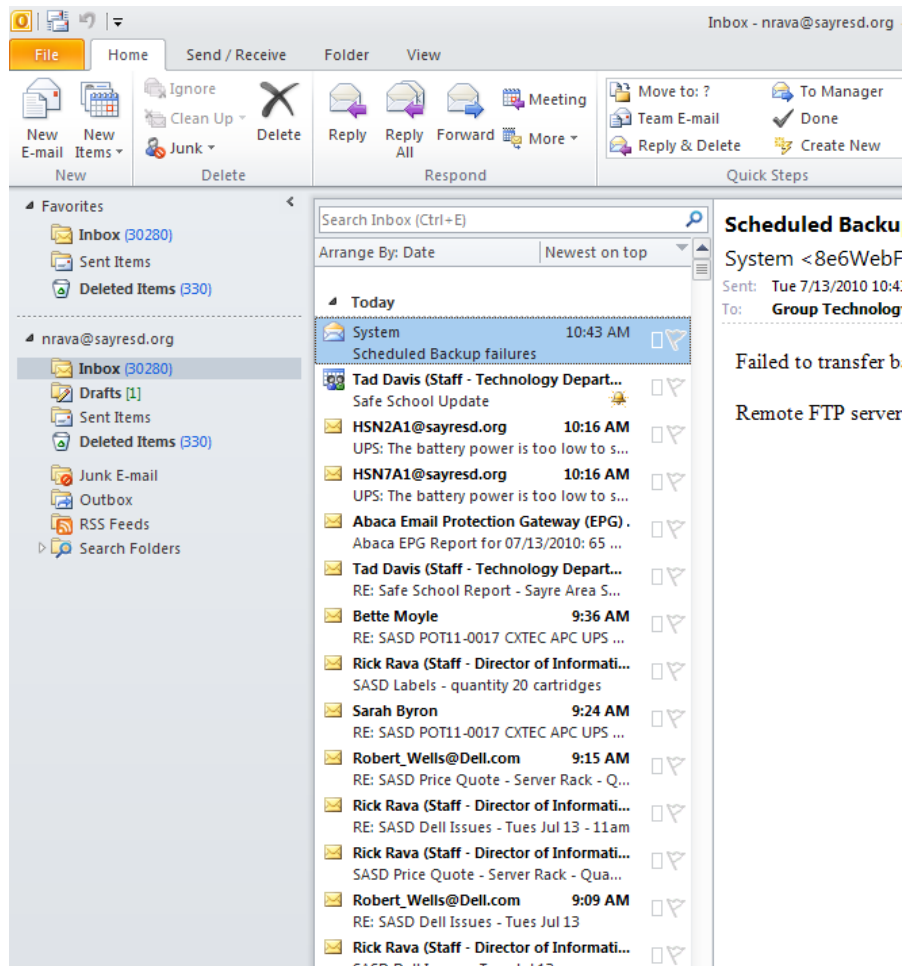 Inbox - nrava@sayresd.org
File Home Send / Receive Folder View
New E-mail
New Items
Ignore
Clean Up
Junk
Delete
Reply
Reply All
Forward
Meeting
More
Move to: ?
Team E-mail
Reply & Delete
To Manager
Done
Create New
New Delete Respond Quick Steps
Favorites
Inbox (30280)
Sent Items
Deleted Items (330)
nrava@sayresd.org
Inbox (30280)
Drafts [1]
Sent Items
Deleted Items (330)
Junk E-mail
Outbox
RSS Feeds
Search Folders
Search Inbox (Ctrl+E)
Arrange By: Date Newest on top
Today
System 10:43 AM
Scheduled Backup failures
Tad Davis (Staff - Technology Depart...
Safe School Update
HSN2A1@sayresd.org 10:16 AM
UPS: The battery power is too low to s...
HSN7A1@sayresd.org 10:16 AM
UPS: The battery power is too low to s...
Abaca Email Protection Gateway (EPG) .
Abaca EPG Report for 07/13/2010: 65 ...
Tad Davis (Staff - Technology Depart...
RE: Safe School Report - Sayre Area S...
Bette Moyle 9:36 AM
RE: SASD POT11-0017 CXTEC APC UPS ...
Rick Rava (Staff - Director of Informati...
SASD Labels - quantity 20 cartridges
Sarah Byron 9:24 AM
RE: SASD POT11-0017 CXTEC APC UPS ...
Robert_Wells@Dell.com 9:15 AM
RE: SASD Price Quote - Server Rack - Q...
Rick Rava (Staff - Director of Informati...
RE: SASD Dell Issues - Tues Jul 13 - 11am
Rick Rava (Staff - Director of Informati...
SASD Price Quote - Server Rack - Qua...
Robert_Wells@Dell.com 9:09 AM
RE: SASD Dell Issues - Tues Jul 13
Rick Rava (Staff - Director of Informati...
Scheduled Backu
System <8e6WebF
Sent: Tue 7/13/2010 10:43
To: Group Technology
Failed to transfer b
Remote FTP server